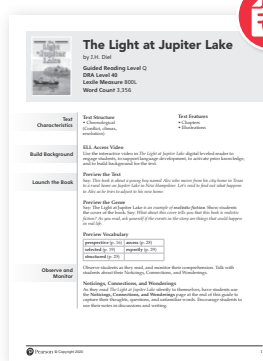 The Light at Jupiter Lake
by J.H. Diel
Guided Reading Level Q
DRA Level 40
Lexile Measure 800L
Word Count 3,356
Text Characteristics
Text Structure
• Chronological
(Conflict, climax,
resolution)
Text Features
• Chapters
• Illustrations
Build Background
ELL Access Video
Use the interactive video in The Light at Jupiter Lake digital leveled reader to
engage students, to support language development, to activate prior knowledge,
and to build background for the text.
Launch the Book
Preview the Text
Say: This book is about a young boy named Alex who moves from his city home in Texas
to a rural home on Jupiter Lake in New Hampshire. Let's read to find out what happens
to Alex as he tries to adjust to his new home.
Preview the Genre
Say: The Light at Jupiter Lake is an example of realistic fiction. Show students
the cover of the book. Say: What about this cover tells you that this book is realistic
fiction? As you read, ask yourself if the events in the story are things that could happen
in real life.
Preview Vocabulary
perspective (p. 16) access (p. 28)
selected (p. 19) expertly (p. 29)
structured (p. 25)
Observe and Monitor
Observe students as they read, and monitor their comprehension. Talk with
students about their Noticings, Connections, and Wonderings.
Noticings, Connections, and Wonderings
As they read The Light at Jupiter Lake silently to themselves, have students use
the Noticings, Connections, and Wonderings page at the end of this guide to
capture their thoughts, questions, and unfamiliar words. Encourage students to
use their notes in discussions and writing.
Pearson © Copyright 2020